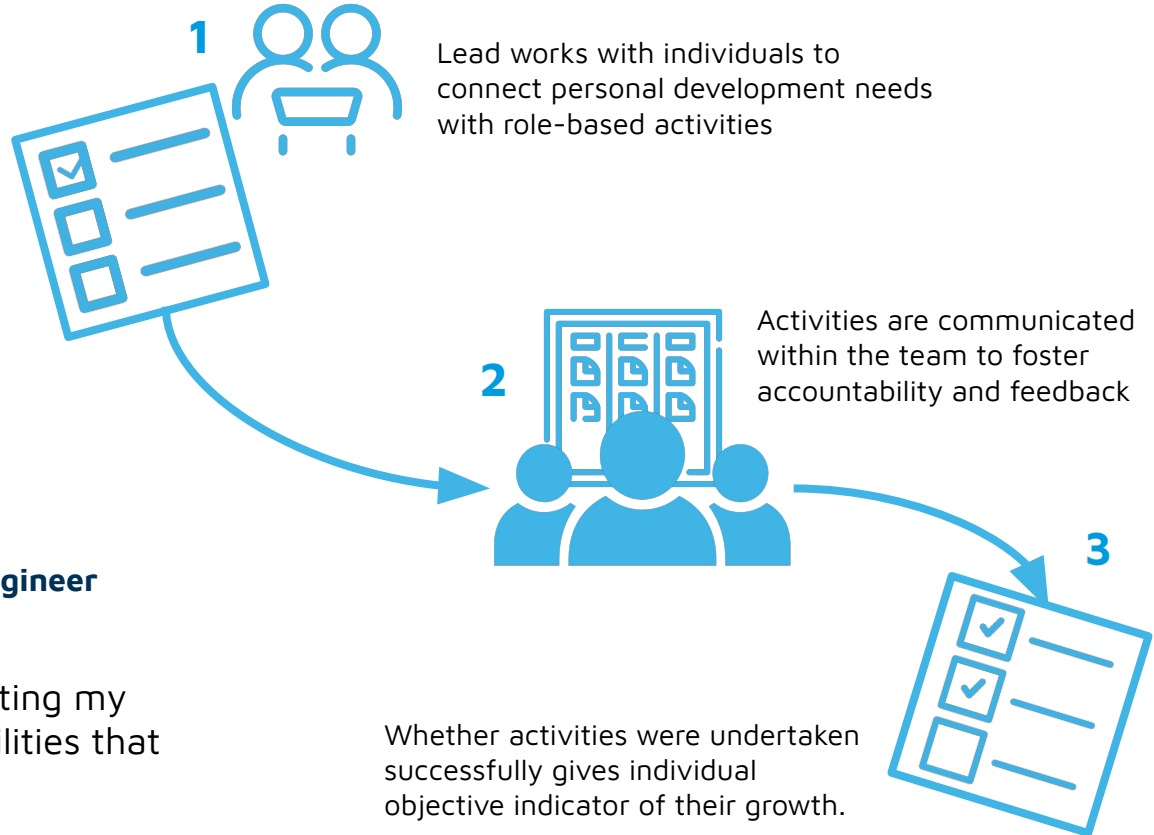 1
Lead works with individuals to
connect personal development needs
with role-based activities
2
Activities are communicated
within the team to foster
accountability and feedback
3
Whether activities were undertaken
successfully gives individual
objective indicator of their growth.
gineer
ting my
ilities that